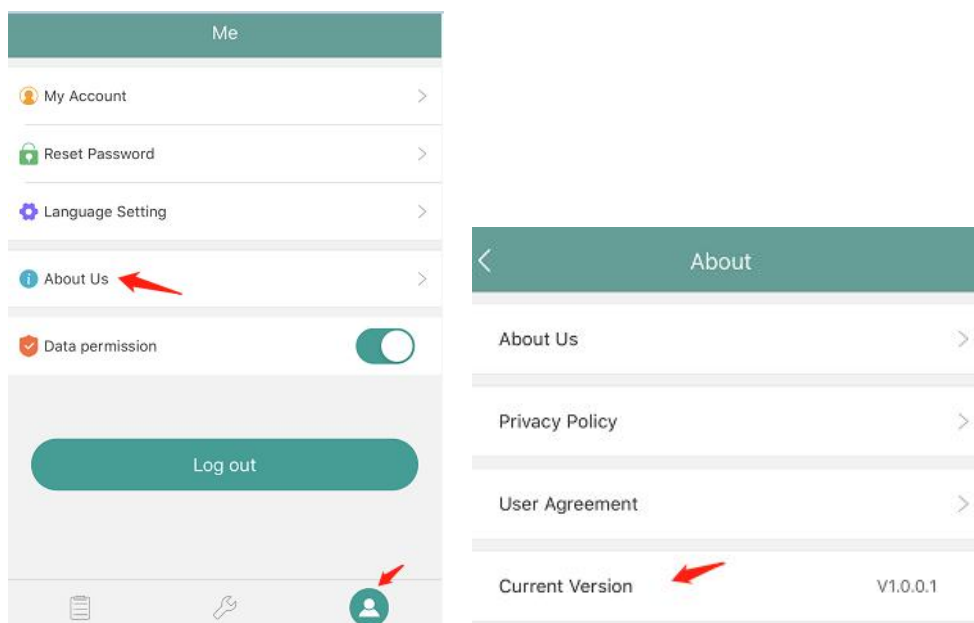 Me
My Account
Reset Password
Language Setting
About Us
Data permission
Log out
About
About Us
Privacy Policy
User Agreement
Current Version V1.0.0.1